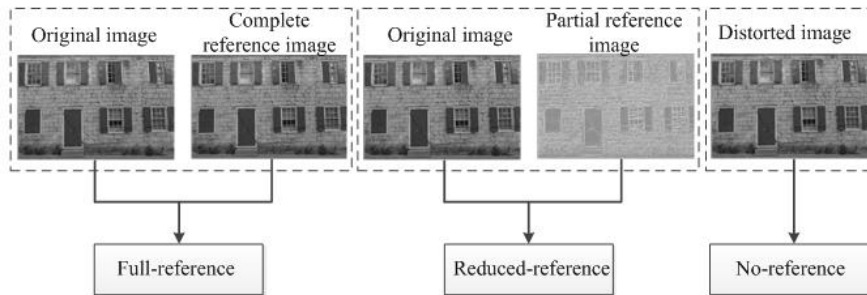 Original image
Complete
reference image
Original image
Partial reference
image
Distorted image
Full-reference
Reduced-reference
No-reference